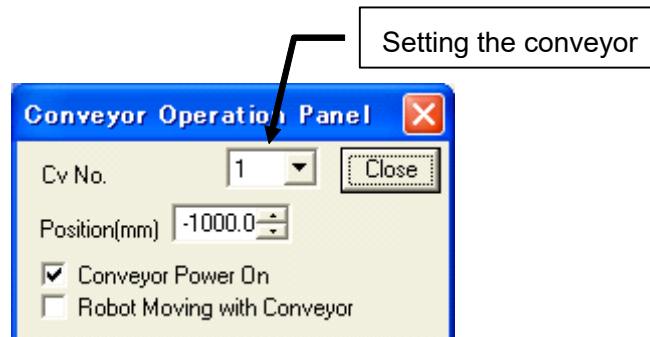 Setting the conveyor
Conveyor Operation Panel
Cv No. 1 Close
Position(mm) -1000.0
Conveyor Power On
Robot Moving with Conveyor